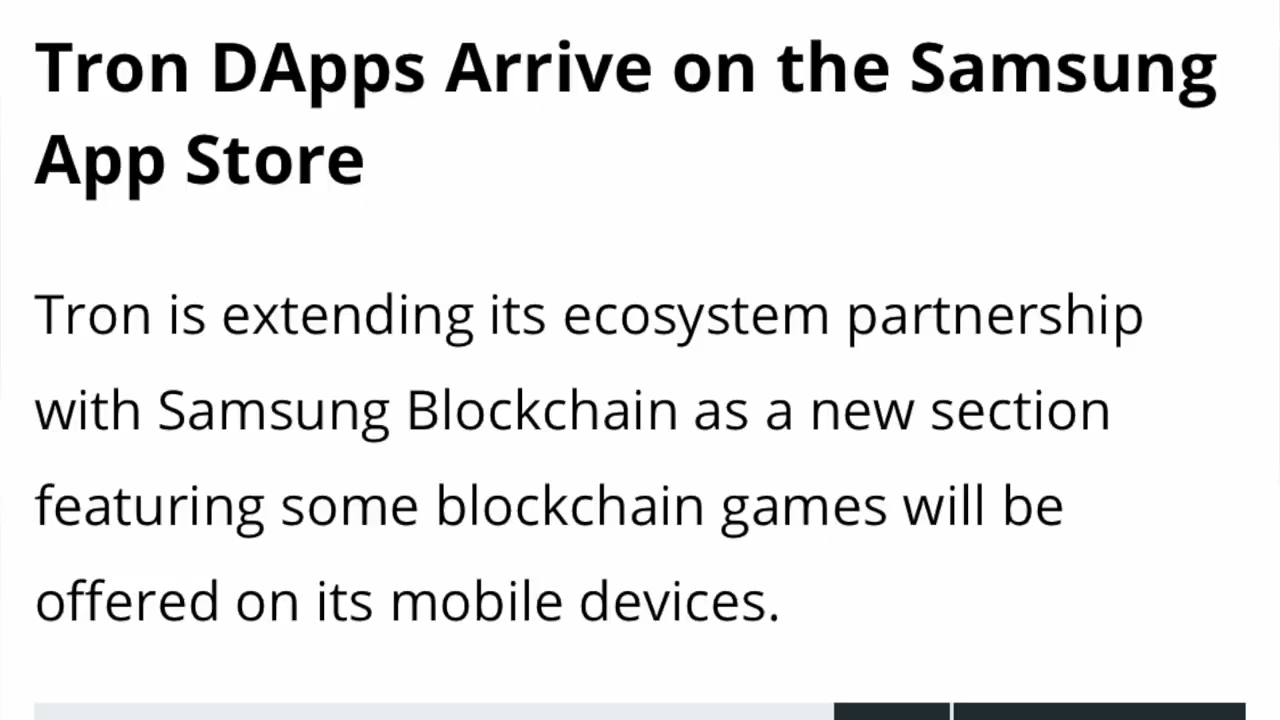 Tron DApps Arrive on the Samsung
App Store
Tron is extending its ecosystem partnership
with Samsung Blockchain as a new section
featuring some blockchain games will be
offered on its mobile devices.